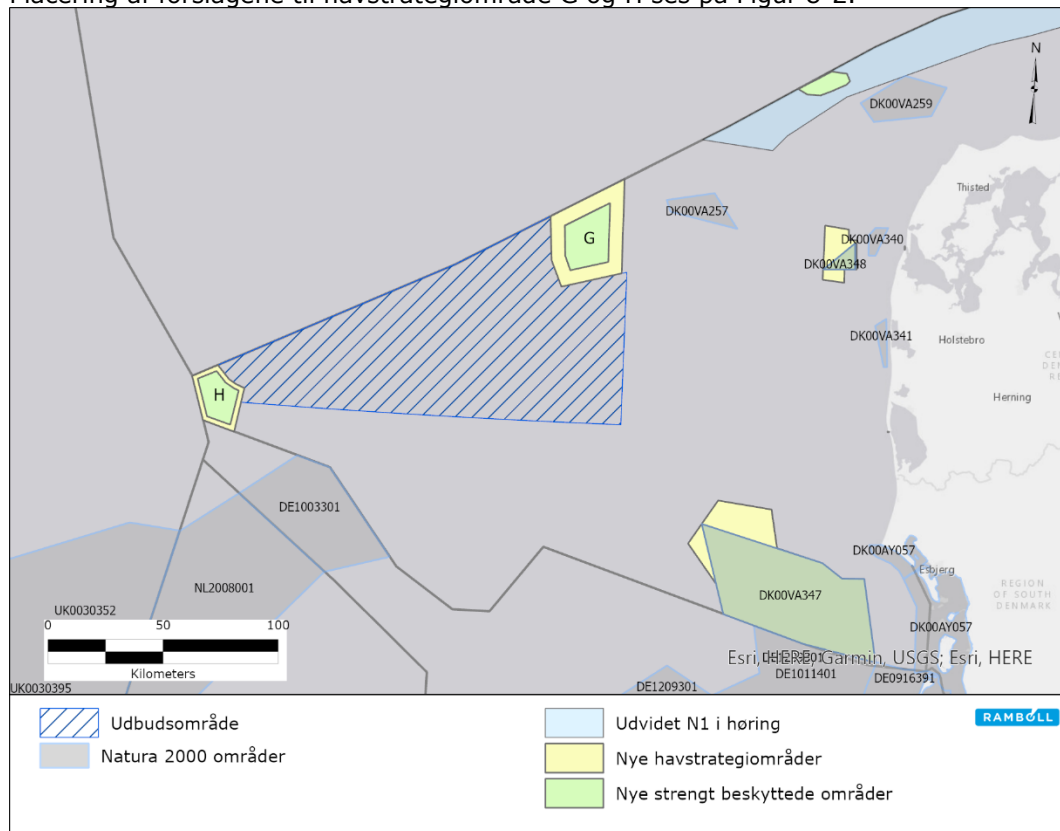 Placering af forslagene til havstrategiområde G og H ses på Figur 8-2.
N
DK00VA259
Thisted
DK00VA257
G
DK00VA340
DK00VA348
DK00VA341
Holstebro
Herning
H
DE1003301
DK00AY057
Esbjerg
NL2008001
REGION
OF SOUTH
DENMARK
DK00VA347
UK0030352
DK00AY057
0 50 100
Kilometers
Esri, HERE, Garmin, USGS; Esri, HERE
DE1011401
DE0916391
UK0030395
DE1209301
Udbudsområde
Natura 2000 områder
Udvidet N1 i høring
Nye havstrategiområder
Nye strengt beskyttede områder
RAMBOLL